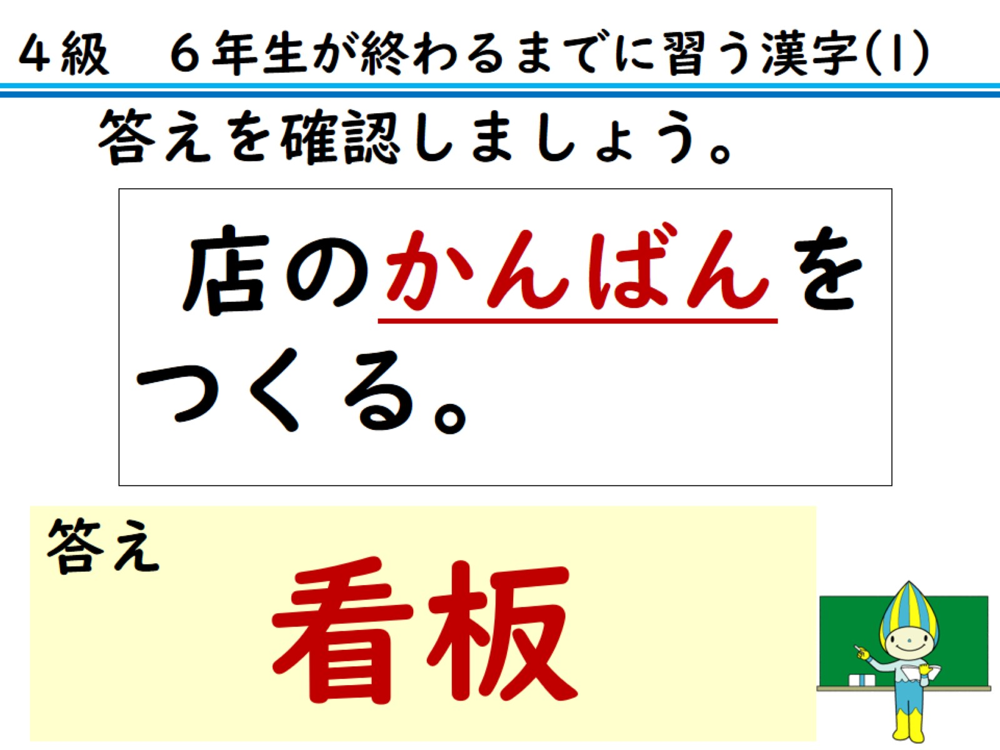 ４級　６年生が終わるまでに習う漢字(1)
答えを確認しましょう。
店のかんばんを
つくる。
答え
看板